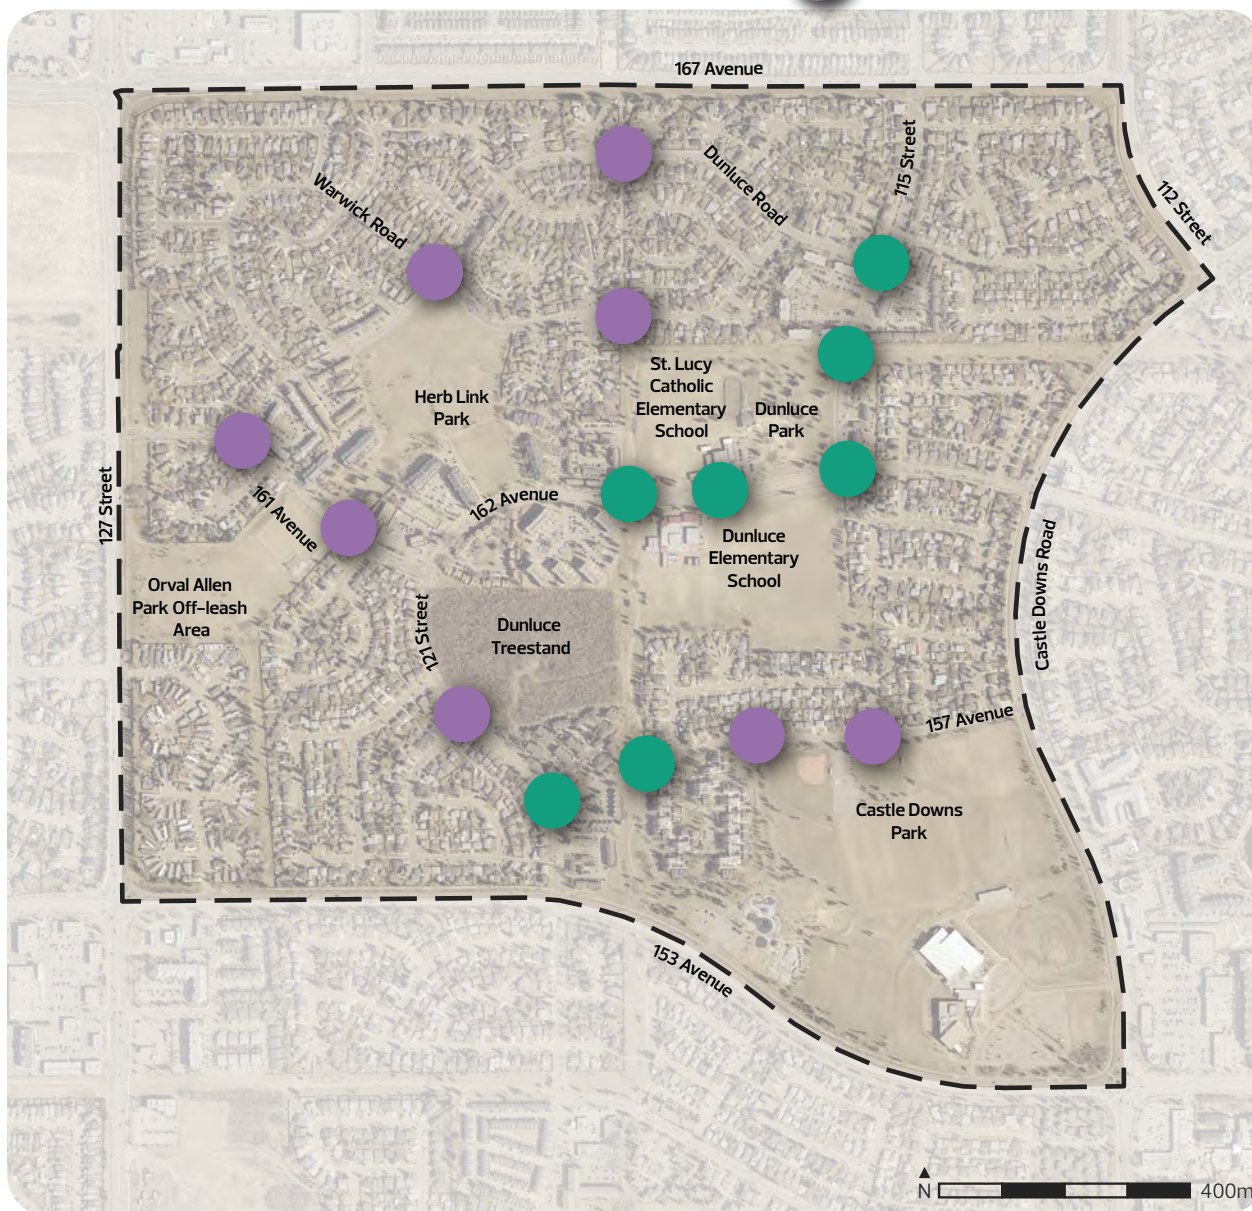 167 Avenue
Dunluce Road
115 Street
112 Street
Warwick Road
St. Lucy
Catholic
Elementary
School
Dunluce
Park
Herb Link
Park
127 Street
161 Avenue
162 Avenue
Dunluce
Elementary
School
Castle Downs Road
Orval Allen
Park Off-leash
Area
121 Street
Dunluce
Treestand
157 Avenue
Castle Downs
Park
153 Avenue
N
400m